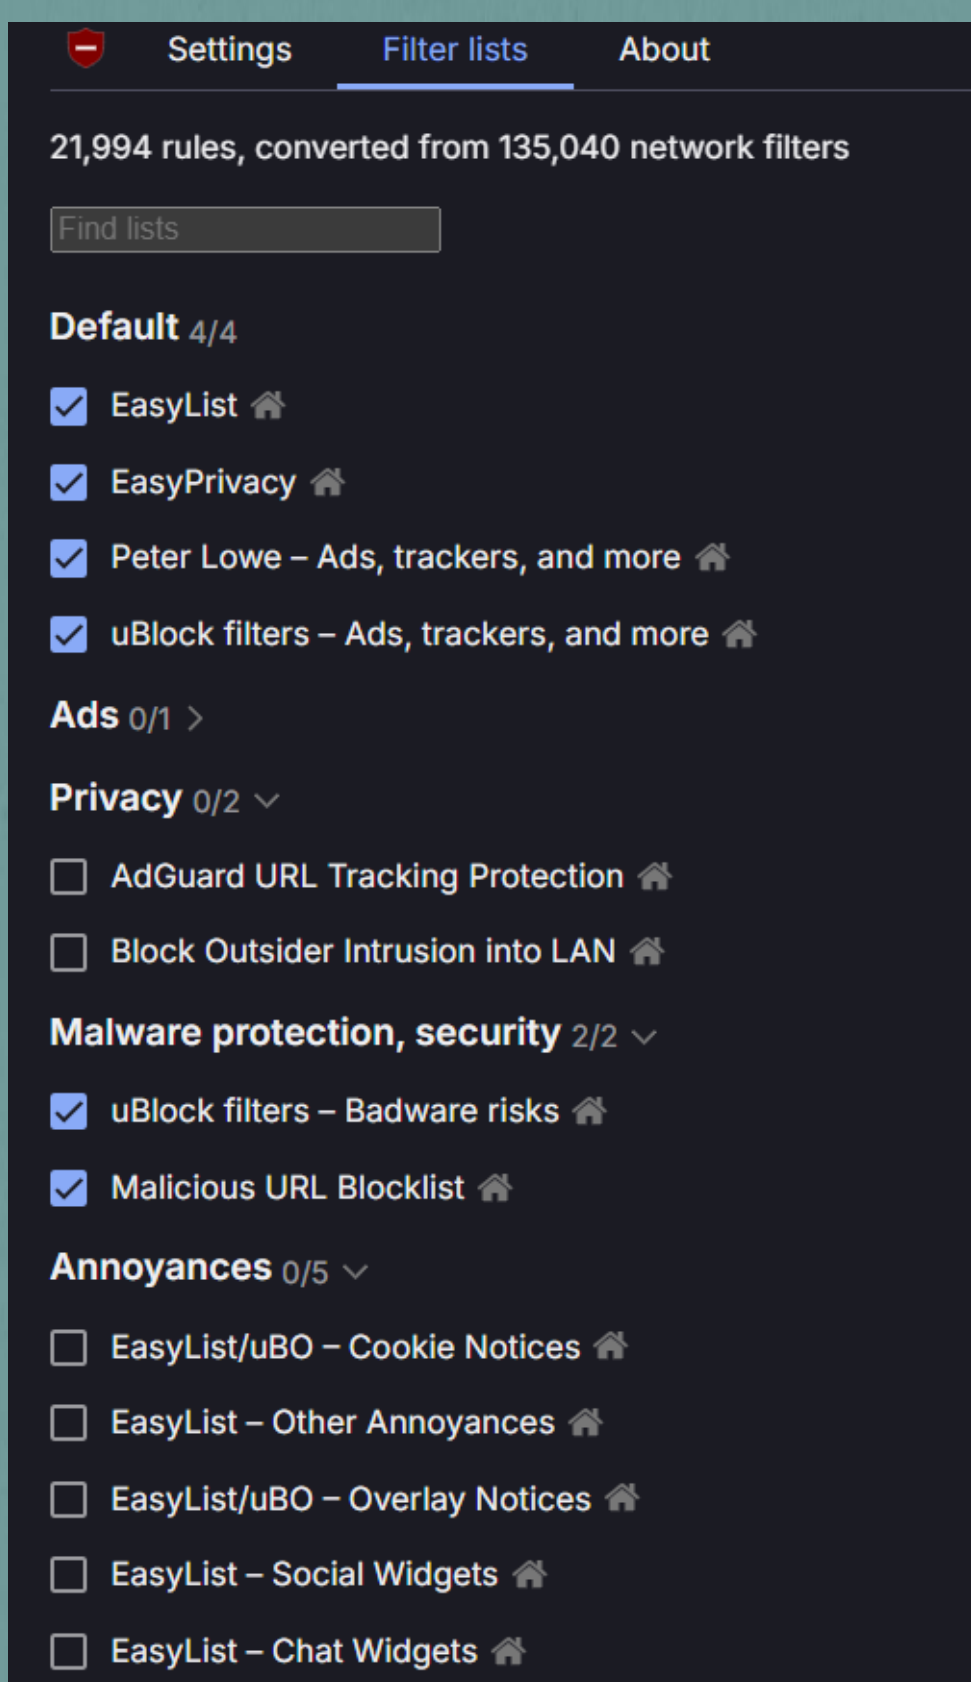 Settings Filter lists About
21,994 rules, converted from 135,040 network filters
Find lists
Default 4/4
EasyList
EasyPrivacy
Peter Lowe – Ads, trackers, and more
uBlock filters – Ads, trackers, and more
Ads 0/1
Privacy 0/2
AdGuard URL Tracking Protection
Block Outsider Intrusion into LAN
Malware protection, security 2/2
uBlock filters – Badware risks
Malicious URL Blocklist
Annoyances 0/5
EasyList/uBO – Cookie Notices
EasyList – Other Annoyances
EasyList/uBO – Overlay Notices
EasyList – Social Widgets
EasyList – Chat Widgets